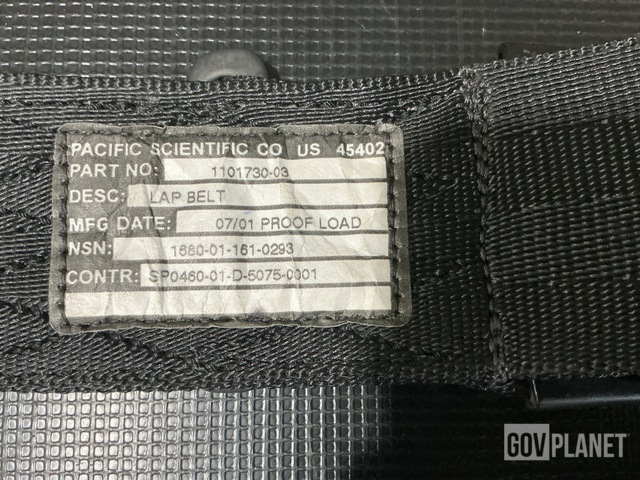 PACIFIC SCIENTIFIC CO US 45402
PART NO: 1101730-03
DESC: LAP BELT
MFG DATE: 07/01 PROOF LOAD
NSN: 1680-01-161-0293
CONTR: SP0460-01-D-5075-0001
GOVPLANET